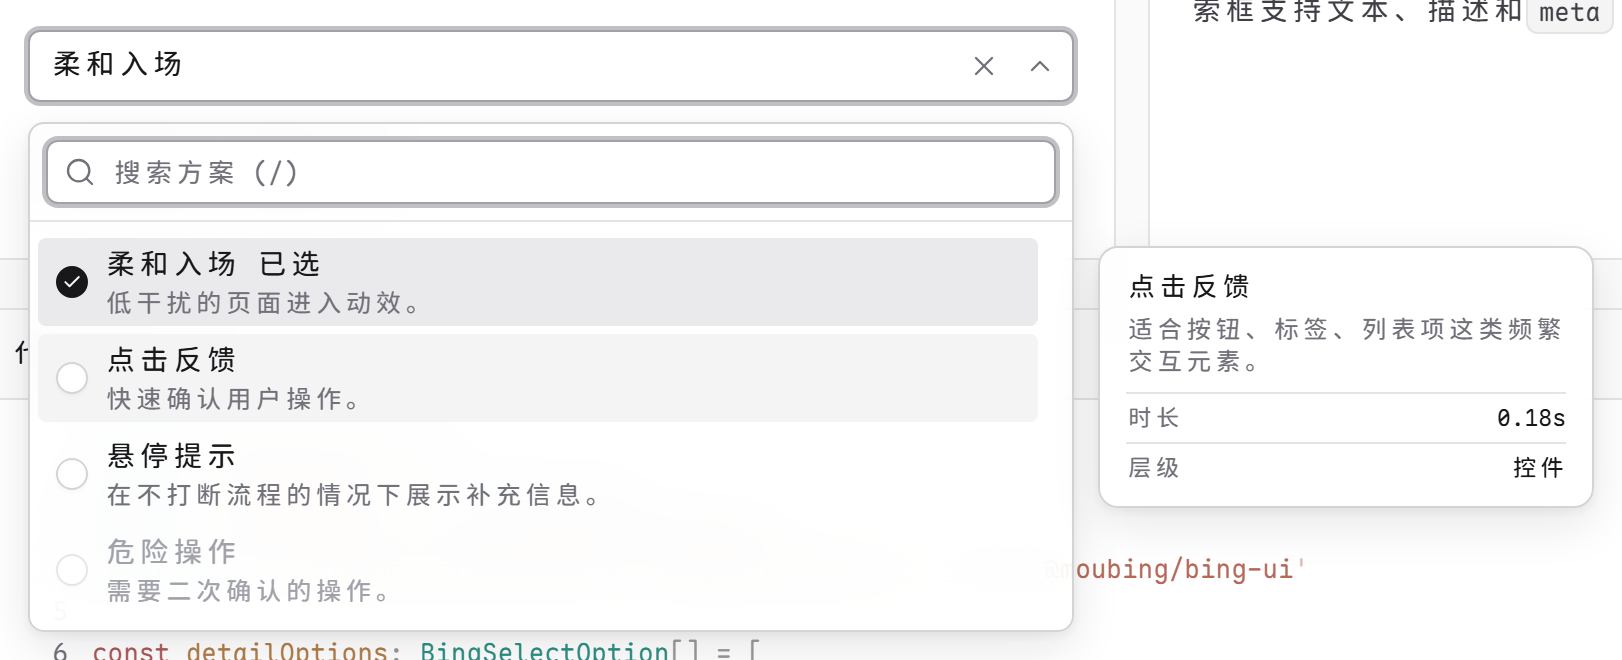 索框支持文本、描述和 meta
柔和入场
搜索方案 (/)
柔和入场 已选
低干扰的页面进入动效。
点击反馈
快速确认用户操作。
悬停提示
在不打断流程的情况下展示补充信息。
危险操作
需要二次确认的操作。
点击反馈
适合按钮、标签、列表项这类频繁
交互元素。
时长 0.18s
层级 控件
@moubing/bing-ui'
5
6 const detailOptions: BingSelectOption[] = [